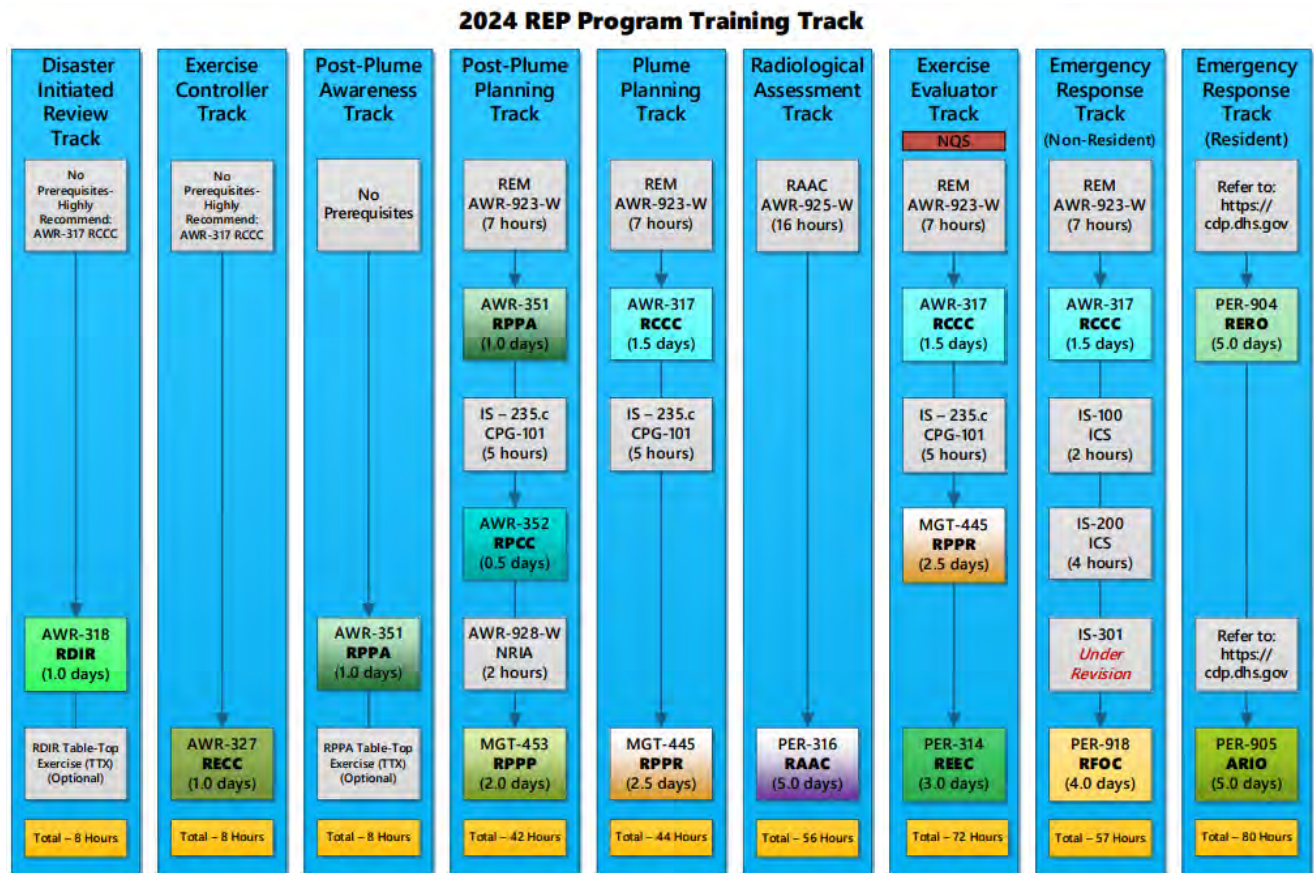 2024 REP Program Training Track
Disaster
Initiated
Review
Track
No
Prerequisites-
Highly
Recommend:
AWR-317 RCCC
AWR-318
RDIR
(1.0 days)
RDIR Table-Top
Exercise (TTX)
(Optional)
Total – 8 Hours
Exercise
Controller
Track
No
Prerequisites-
Highly
Recommend:
AWR-317 RCCC
AWR-327
RECC
(1.0 days)
Total – 8 Hours
Post-Plume
Awareness
Track
No
Prerequisites
AWR-351
RPPA
(1.0 days)
RPPA Table-Top
Exercise (TTX)
(Optional)
Total – 8 Hours
Post-Plume
Planning
Track
REM
AWR-923-W
(7 hours)
AWR-351
RPPA
(1.0 days)
IS – 235.c
CPG-101
(5 hours)
AWR-352
RPCC
(0.5 days)
AWR-928-W
NRIA
(2 hours)
MGT-453
RPPP
(2.0 days)
Total – 42 Hours
Plume
Planning
Track
REM
AWR-923-W
(7 hours)
AWR-317
RCCC
(1.5 days)
IS – 235.c
CPG-101
(5 hours)
MGT-445
RPPR
(2.5 days)
Total – 44 Hours
Radiological
Assessment
Track
RAAC
AWR-925-W
(16 hours)
PER-316
RAAC
(5.0 days)
Total – 56 Hours
Exercise
Evaluator
Track
NQS
REM
AWR-923-W
(7 hours)
AWR-317
RCCC
(1.5 days)
IS – 235.c
CPG-101
(5 hours)
MGT-445
RPPR
(2.5 days)
PER-314
REEC
(3.0 days)
Total – 72 Hours
Emergency
Response
Track
(Non-Resident)
REM
AWR-923-W
(7 hours)
AWR-317
RCCC
(1.5 days)
IS-100
ICS
(2 hours)
IS-200
ICS
(4 hours)
IS-301
Under
Revision
PER-918
RFOC
(4.0 days)
Total – 57 Hours
Emergency
Response
Track
(Resident)
Refer to:
https://
cdp.dhs.gov
PER-904
RERO
(5.0 days)
Refer to:
https://
cdp.dhs.gov
PER-905
ARIO
(5.0 days)
Total – 80 Hours